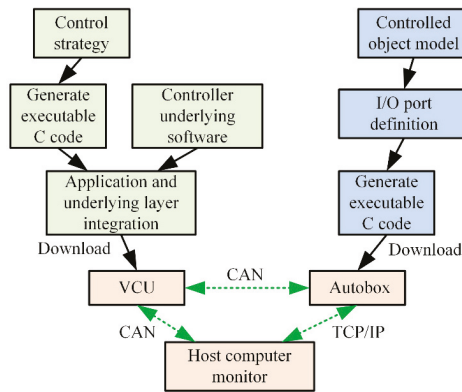 Control
strategy
Controlled
object model
Generate
executable
C code
Controller
underlying
software
I/O port
definition
Application and
underlying layer
integration
Generate
executable
C code
Download
Download
VCU
CAN
Autobox
CAN
TCP/IP
Host computer
monitor